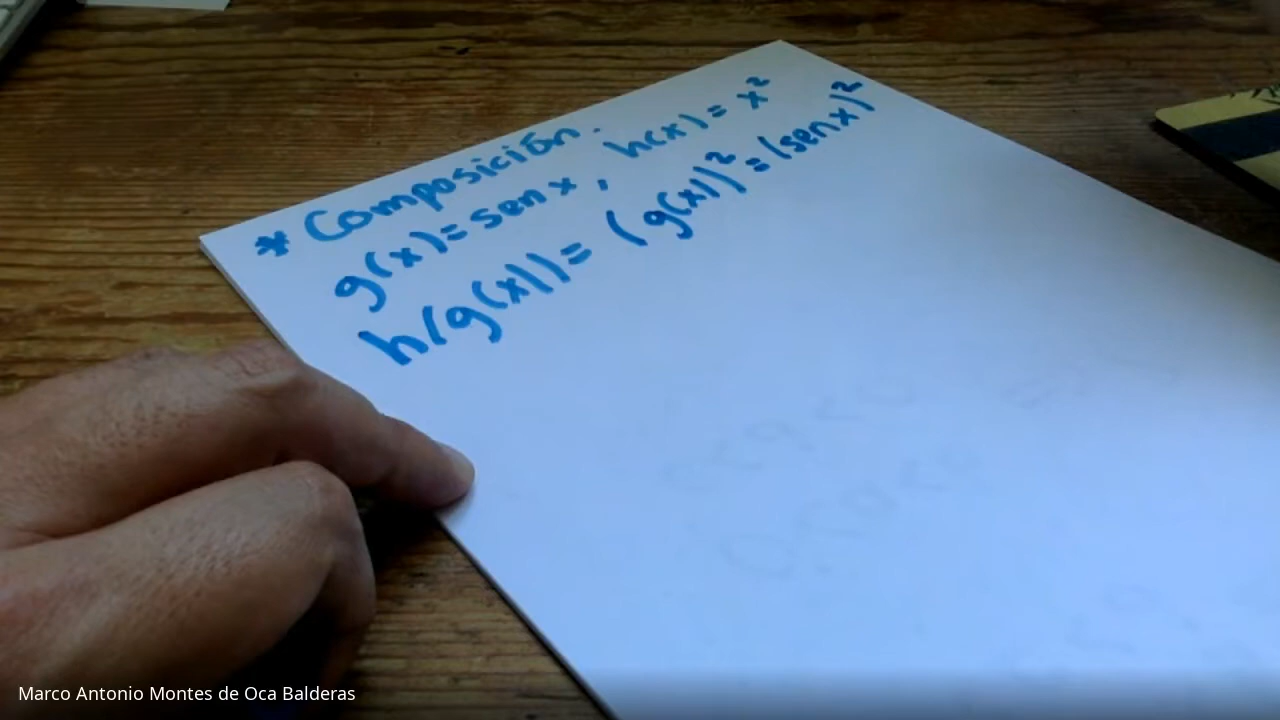 * Composición.
g(x)= sen x , h(x) = x²
h(g(x))= (g(x))² = (sen x)²
Marco Antonio Montes de Oca Balderas